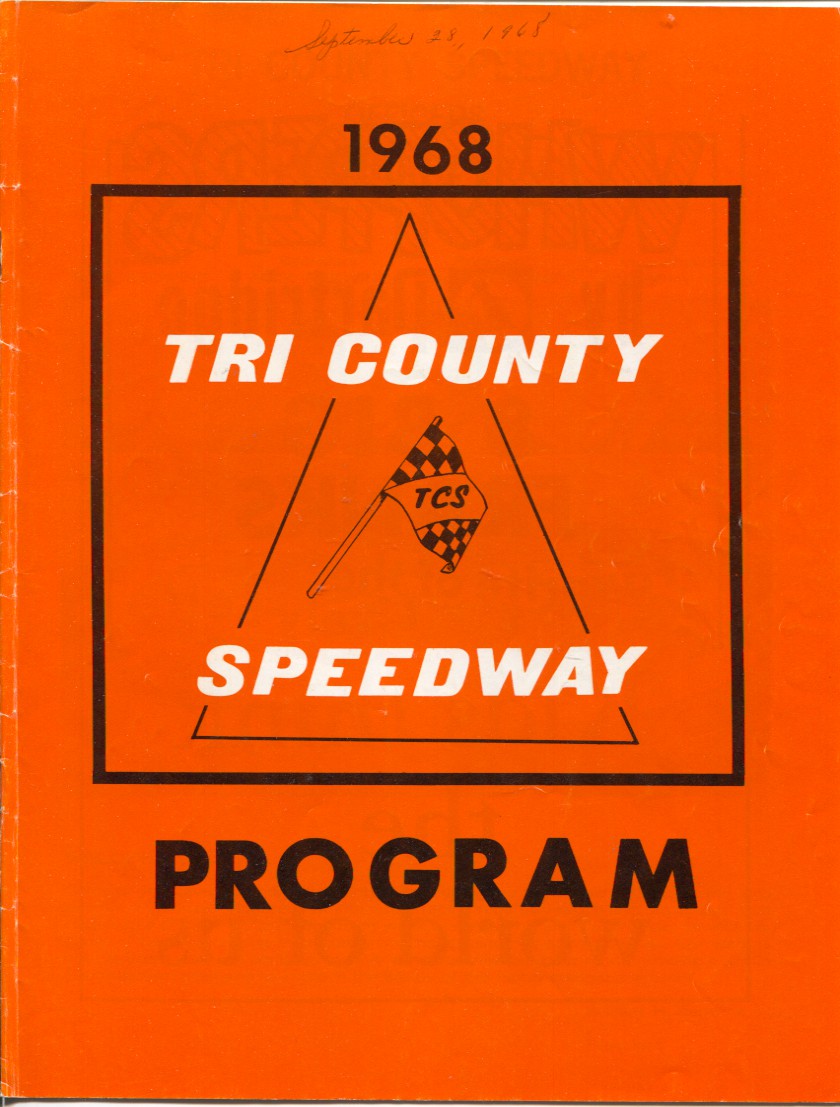 September 28, 1968
1968
TRI COUNTY
TCS
SPEEDWAY
PROGRAM